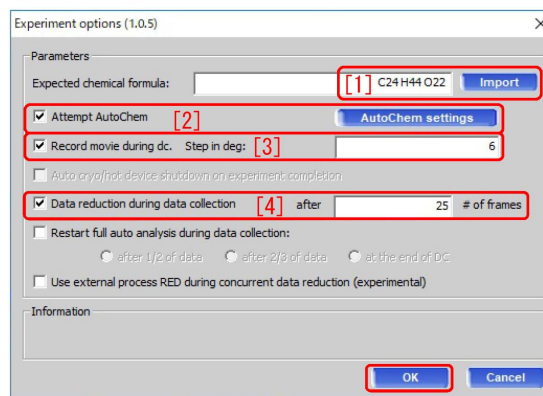 Experiment options (1.0.5)
Parameters
Expected chemical formula: [1] C24 H44 O22 Import
Attempt AutoChem [2] AutoChem settings
Record movie during dc. Step in deg: [3] 6
Auto cryo/hot device shutdown on experiment completion
Data reduction during data collection [4] after 25 # of frames
Restart full auto analysis during data collection:
after 1/2 of data after 2/3 of data at the end of DC
Use external process RED during concurrent data reduction (experimental)
Information
OK Cancel